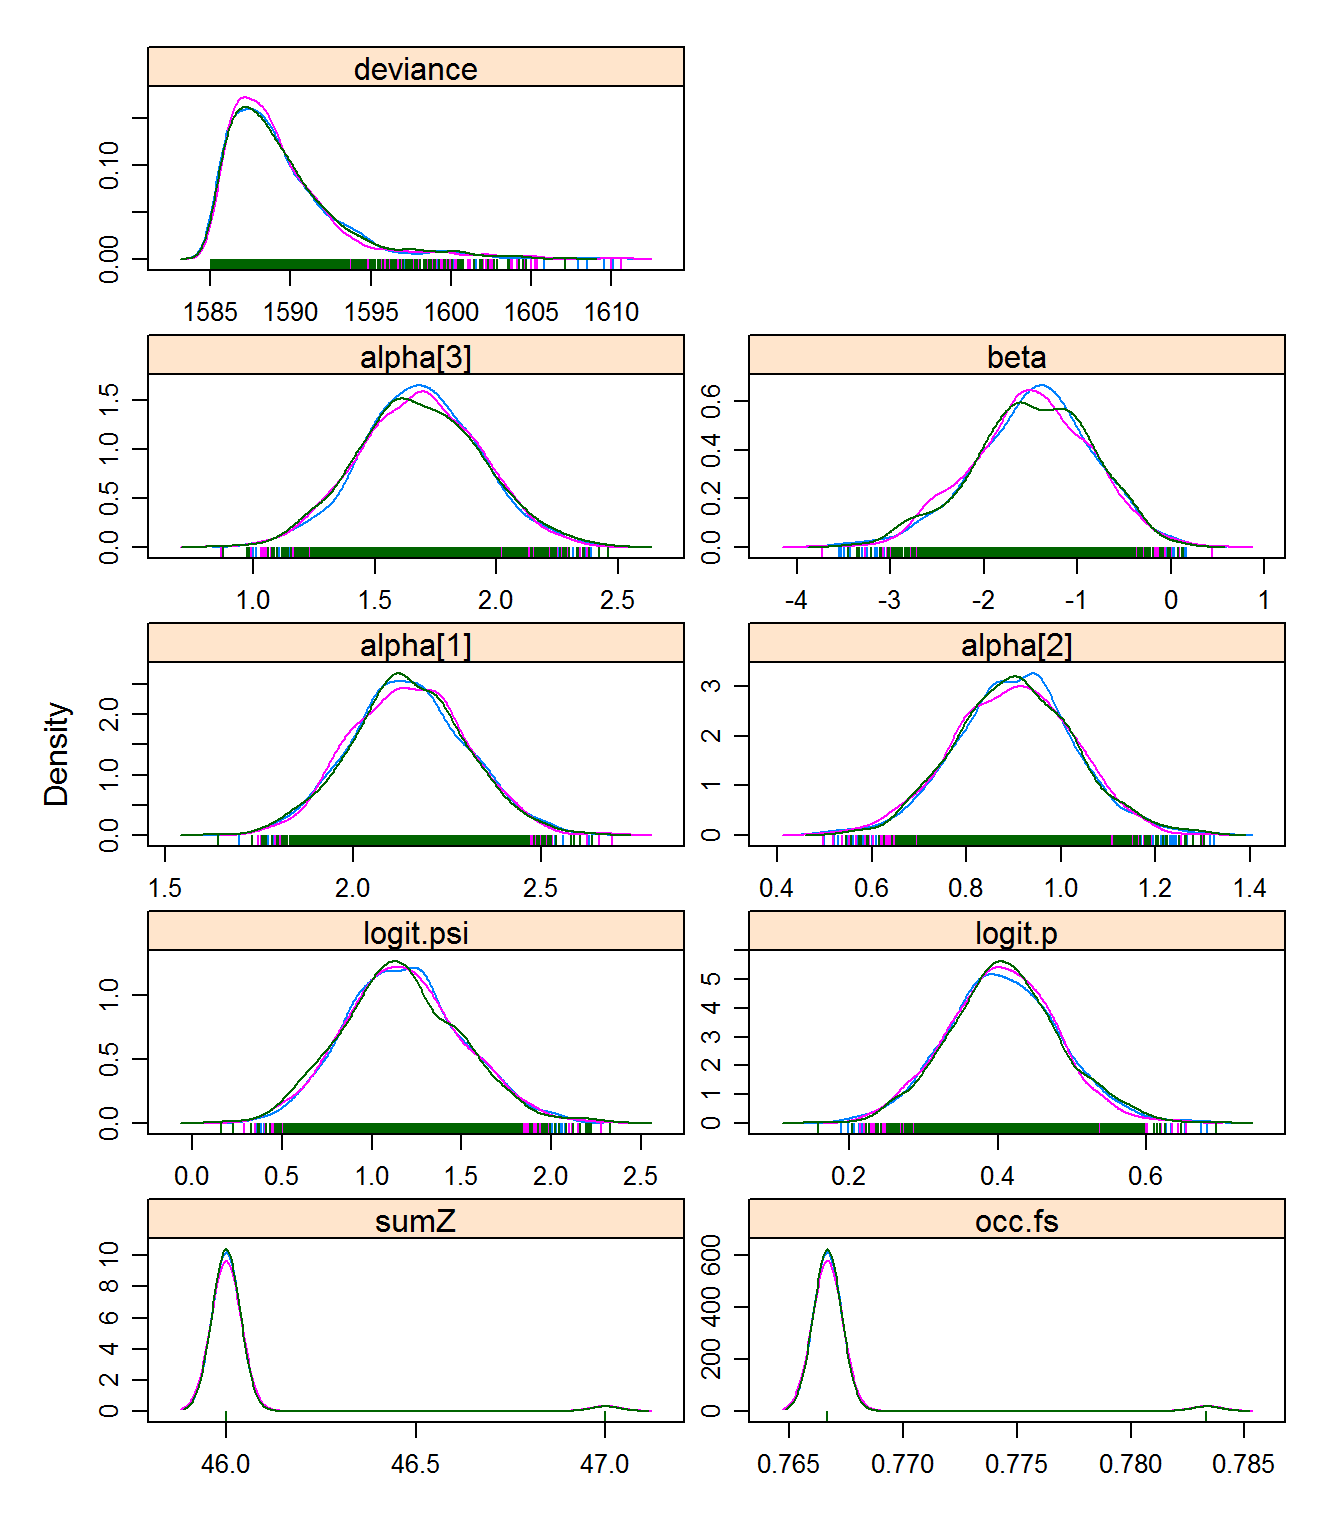 deviance
0.00 0.10
1585 1590 1595 1600 1605 1610
alpha[3] beta
0.0 0.5 1.0 1.5 0.0 0.2 0.4 0.6
1.0 1.5 2.0 2.5 -4 -3 -2 -1 0 1
alpha[1] alpha[2]
Density
0.0 1.0 2.0 0 1 2 3
1.5 2.0 2.5 0.4 0.6 0.8 1.0 1.2 1.4
logit.psi logit.p
0.0 0.5 1.0 0 1 2 3 4 5
0.0 0.5 1.0 1.5 2.0 2.5 0.2 0.4 0.6
sumZ occ.fs
0 2 4 6 8 10 0 200 400 600
46.0 46.5 47.0 0.765 0.770 0.775 0.780 0.785